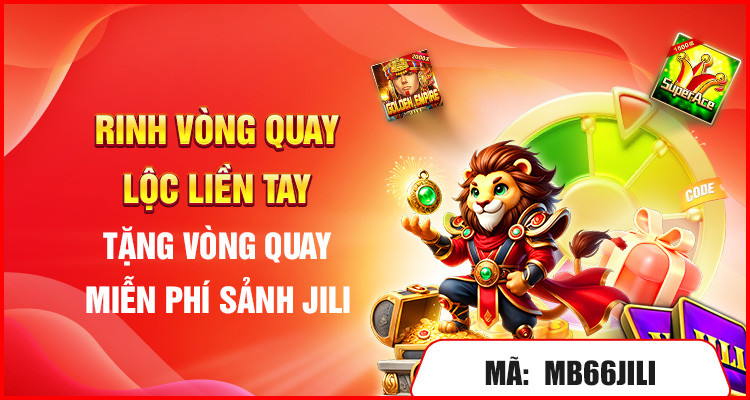 RINH VÒNG QUAY
LỘC LIỀN TAY
TẶNG VÒNG QUAY
MIỄN PHÍ SẢNH JILI
2000X
GOLDEN EMPIRE
1500X
SuperAce
CODE
JILI
MÃ: MB66JILI